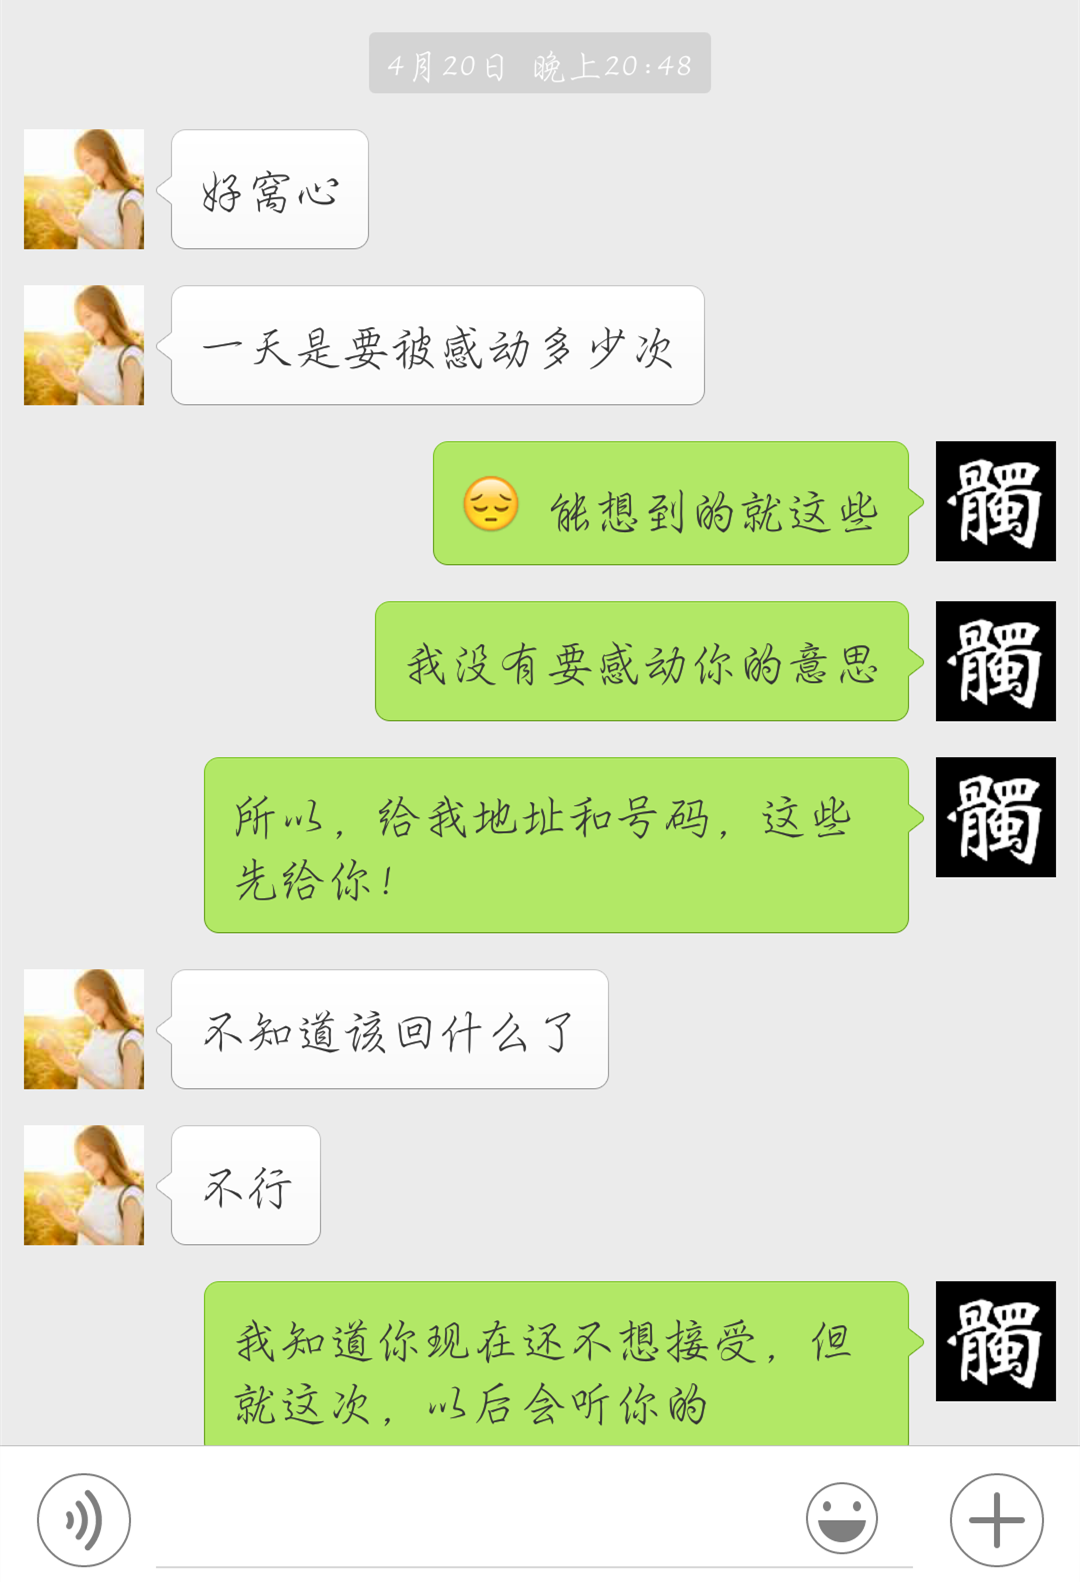 4月20日 晚上20:48
好窝心
一天是要被感动多少次
😔 能想到的就这些
髑
我没有要感动你的意思
髑
所以，给我地址和号码，这些
先给你！
髑
不知道该回什么了
不行
我知道你现在还不想接受，但
就这次，以后会听你的
髑